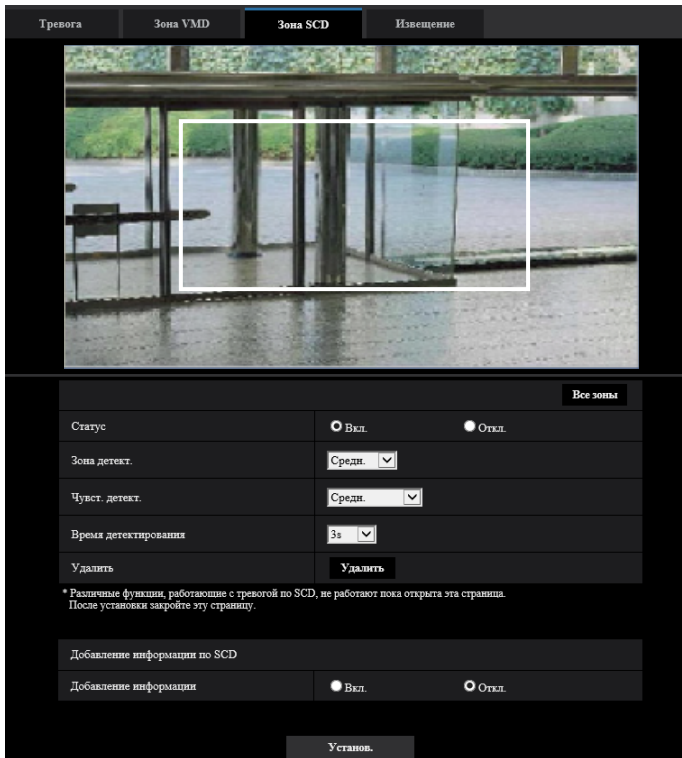 Тревога Зона VMD Зона SCD Извещение
Все зоны
Статус Вкл. Откл.
Зона детект. Средн.
Чувст. детект. Средн.
Время детектирования 3s
Удалить Удалить
* Различные функции, работающие с тревогой по SCD, не работают пока открыта эта страница.
После установки закройте эту страницу.
Добавление информации по SCD
Добавление информации Вкл. Откл.
Установ.